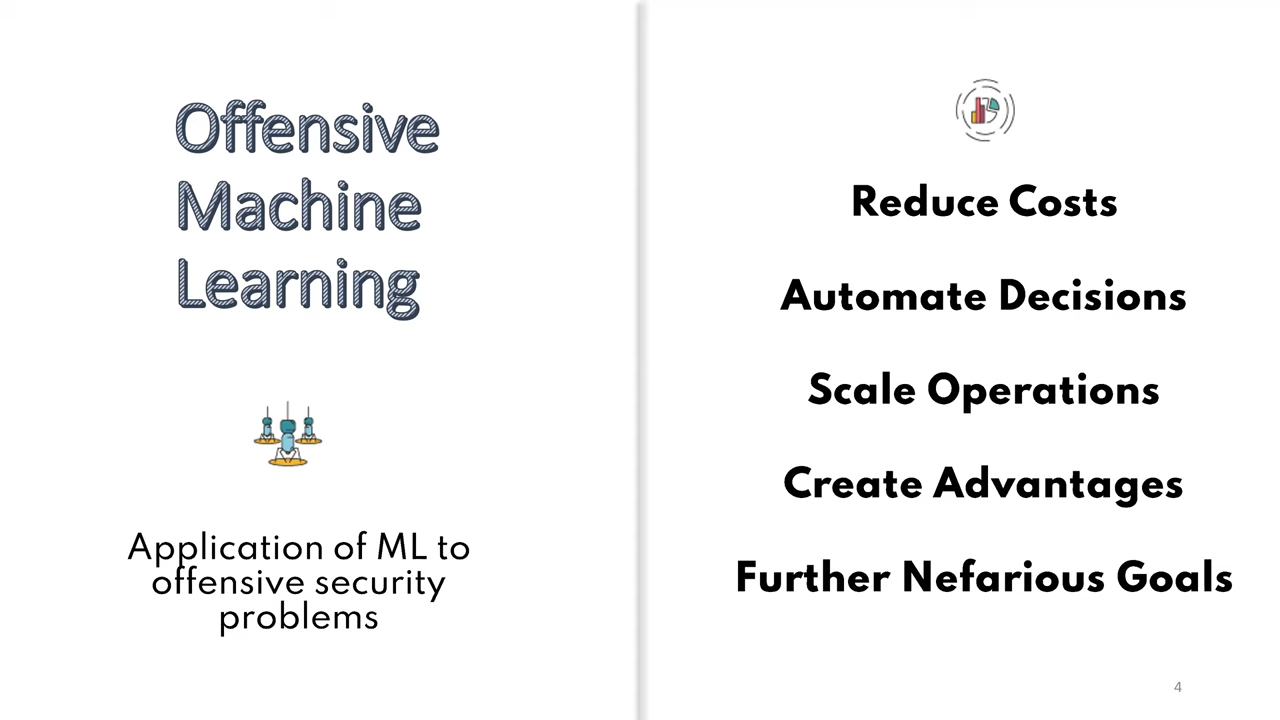 Offensive
Machine
Learning
Application of ML to
offensive security
problems
Reduce Costs
Automate Decisions
Scale Operations
Create Advantages
Further Nefarious Goals
4